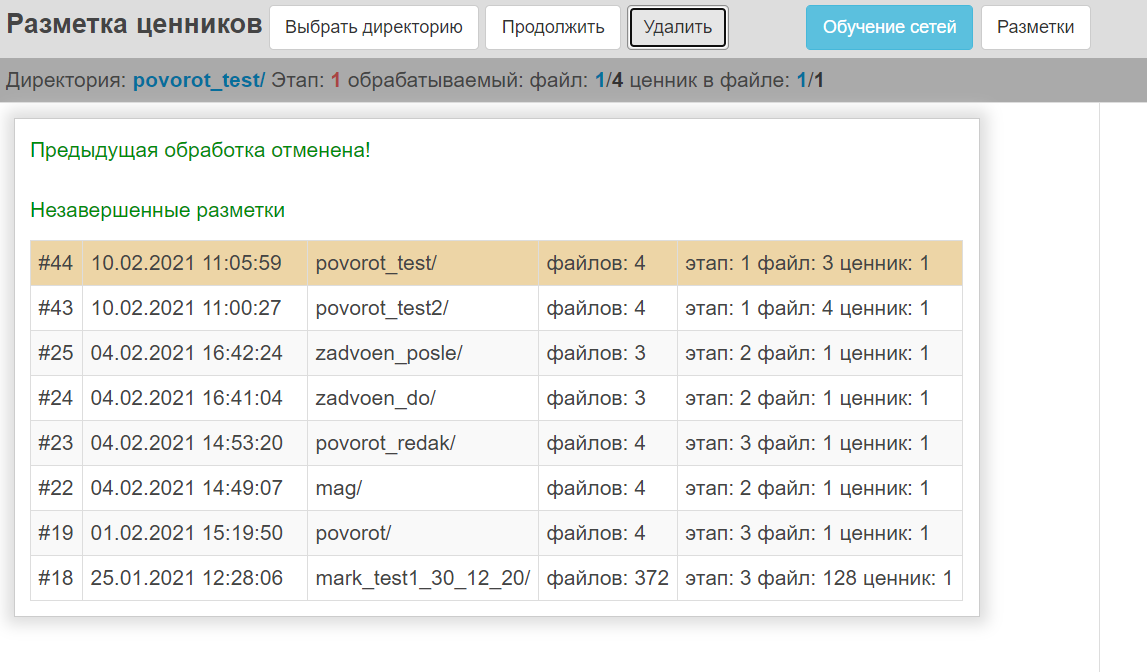 Разметка ценников Выбрать директорию Продолжить Удалить Обучение сетей Разметки
Директория: povorot_test/ Этап: 1 обрабатываемый: файл: 1/4 ценник в файле: 1/1
Предыдущая обработка отменена!
Незавершенные разметки
#44 10.02.2021 11:05:59 povorot_test/ файлов: 4 этап: 1 файл: 3 ценник: 1
#43 10.02.2021 11:00:27 povorot_test2/ файлов: 4 этап: 1 файл: 4 ценник: 1
#25 04.02.2021 16:42:24 zadvoen_posle/ файлов: 3 этап: 2 файл: 1 ценник: 1
#24 04.02.2021 16:41:04 zadvoen_do/ файлов: 3 этап: 2 файл: 1 ценник: 1
#23 04.02.2021 14:53:20 povorot_redak/ файлов: 4 этап: 3 файл: 1 ценник: 1
#22 04.02.2021 14:49:07 mag/ файлов: 4 этап: 2 файл: 1 ценник: 1
#19 01.02.2021 15:19:50 povorot/ файлов: 4 этап: 3 файл: 1 ценник: 1
#18 25.01.2021 12:28:06 mark_test1_30_12_20/ файлов: 372 этап: 3 файл: 128 ценник: 1